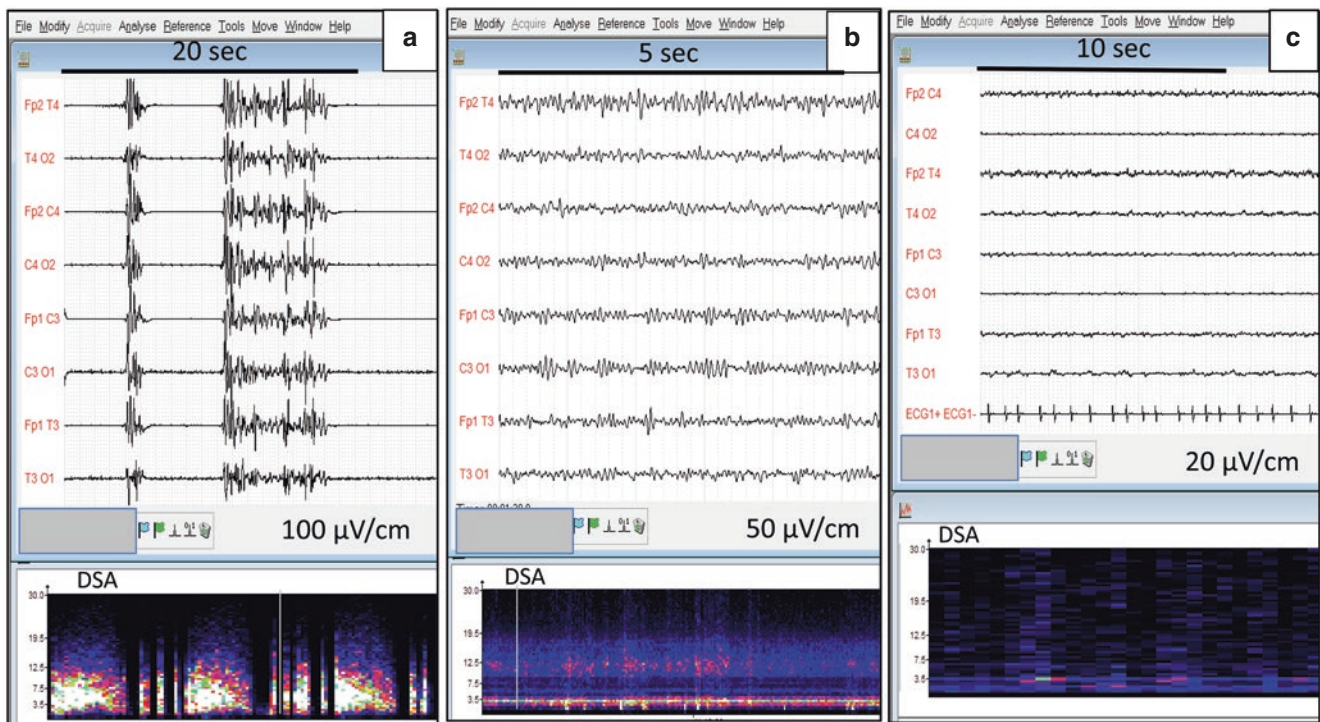 File Modify Acquire Analyse Reference Tools Move Window Help
a
20 sec
Fp2 T4
T4 O2
Fp2 C4
C4 O2
Fp1 C3
C3 O1
Fp1 T3
T3 O1
100 µV/cm
DSA
30.0
19.5
12.5
7.5
3.5
File Modify Acquire Analyse Reference Tools Move Window Help
b
5 sec
Fp2 T4
T4 O2
Fp2 C4
C4 O2
Fp1 C3
C3 O1
Fp1 T3
T3 O1
50 µV/cm
DSA
30.0
19.5
12.5
7.5
3.5
File Modify Acquire Analyse Reference Tools Move Window Help
c
10 sec
Fp2 C4
C4 O2
Fp2 T4
T4 O2
Fp1 C3
C3 O1
Fp1 T3
T3 O1
ECG1+ ECG1-
20 µV/cm
DSA
30.0
19.5
12.5
7.5
3.5